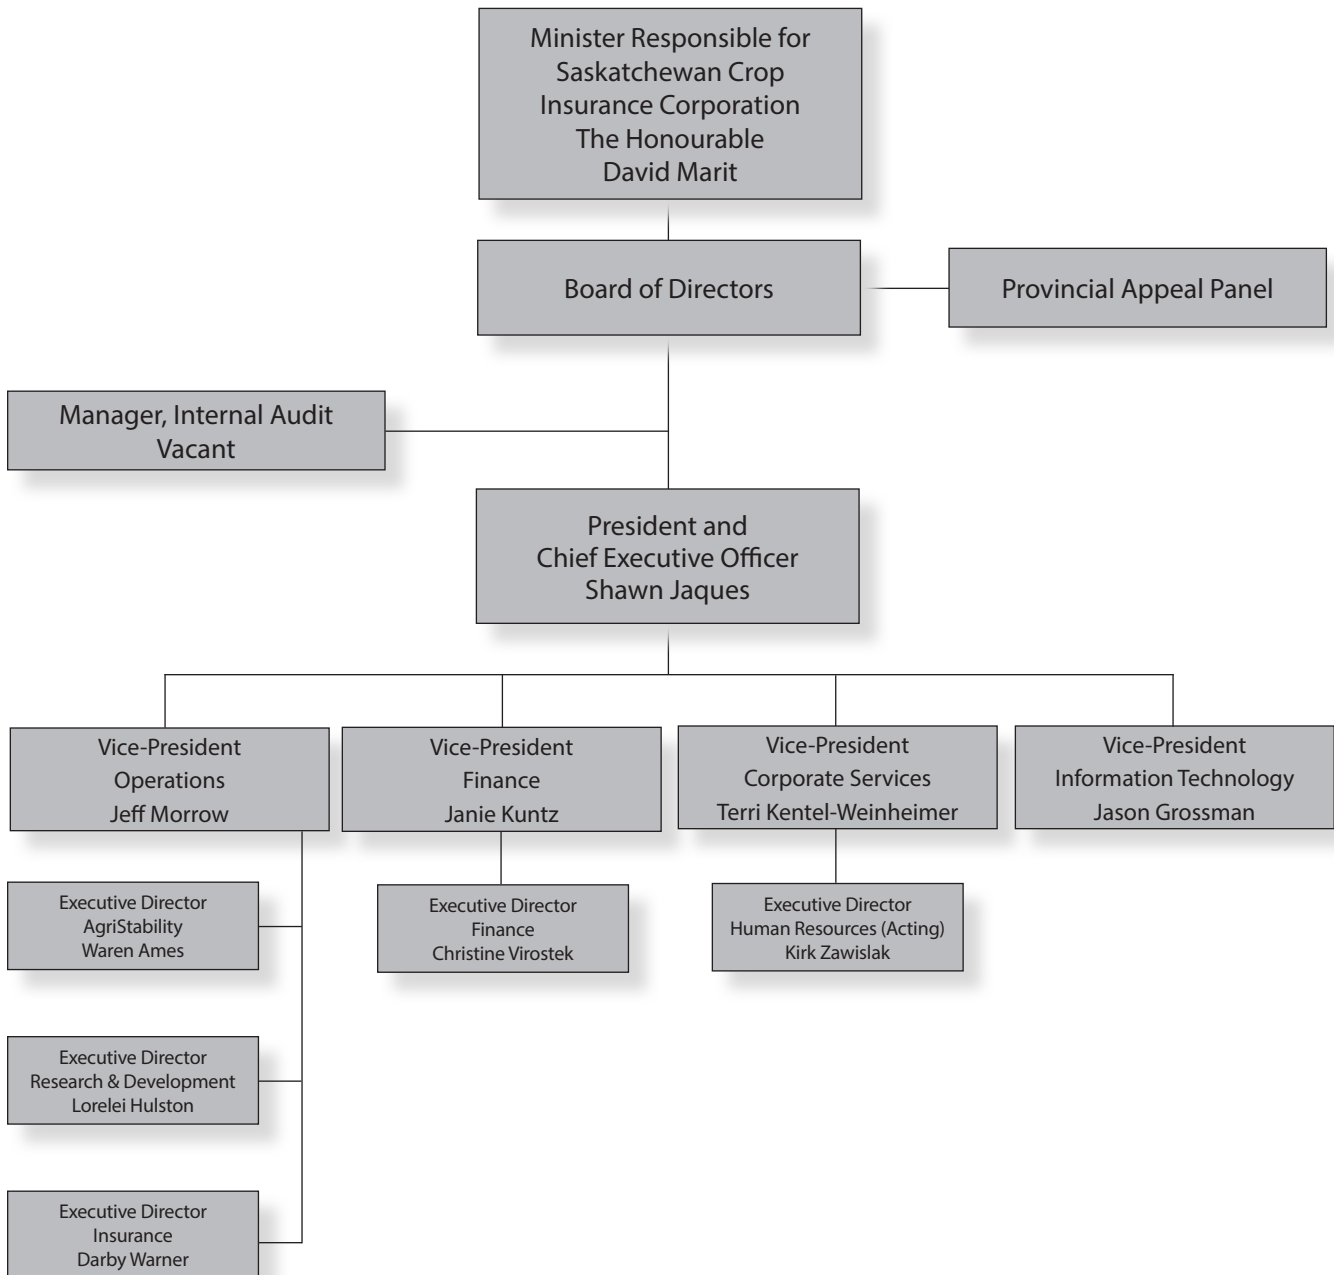 Minister Responsible for
Saskatchewan Crop
Insurance Corporation
The Honourable
David Marit
Board of Directors
Provincial Appeal Panel
Manager, Internal Audit
Vacant
President and
Chief Executive Officer
Shawn Jaques
Vice-President
Operations
Jeff Morrow
Vice-President
Finance
Janie Kuntz
Vice-President
Corporate Services
Terri Kentel-Weinheimer
Vice-President
Information Technology
Jason Grossman
Executive Director
AgriStability
Waren Ames
Executive Director
Finance
Christine Virostek
Executive Director
Human Resources (Acting)
Kirk Zawislak
Executive Director
Research & Development
Lorelei Hulston
Executive Director
Insurance
Darby Warner